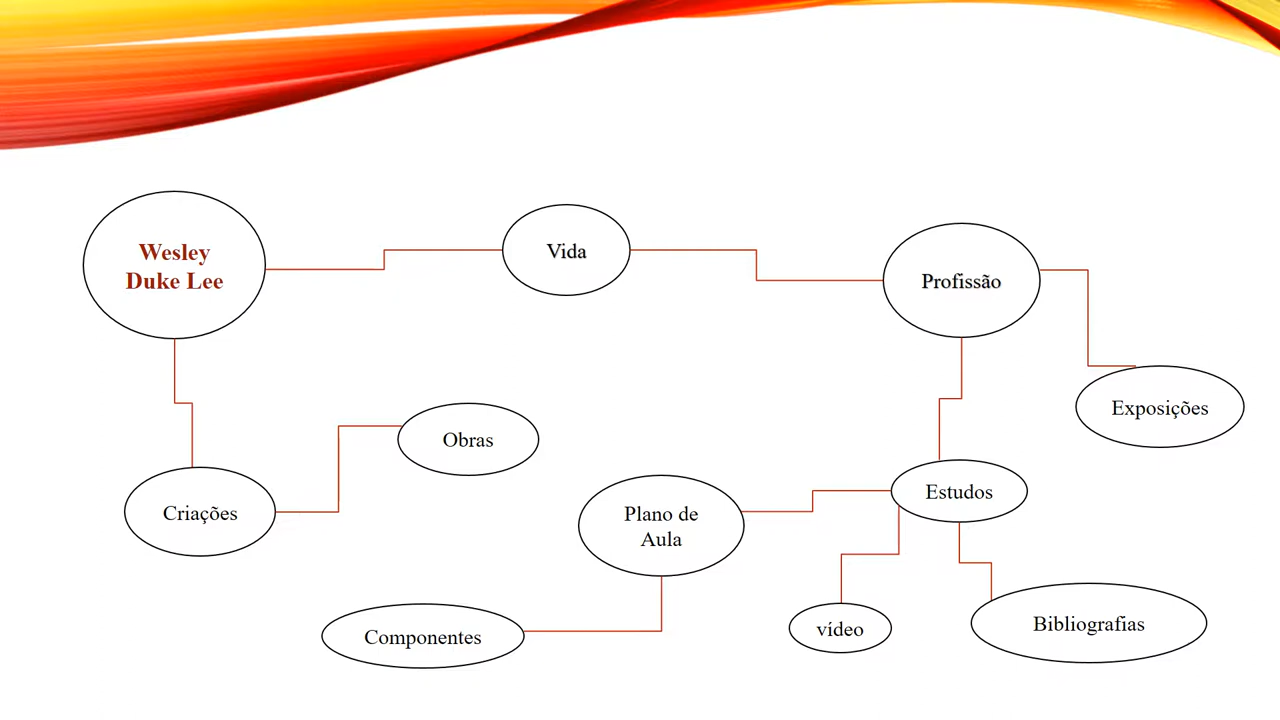 Wesley
Duke Lee
Vida
Profissão
Exposições
Obras
Criações
Estudos
Plano de
Aula
Componentes
vídeo
Bibliografias